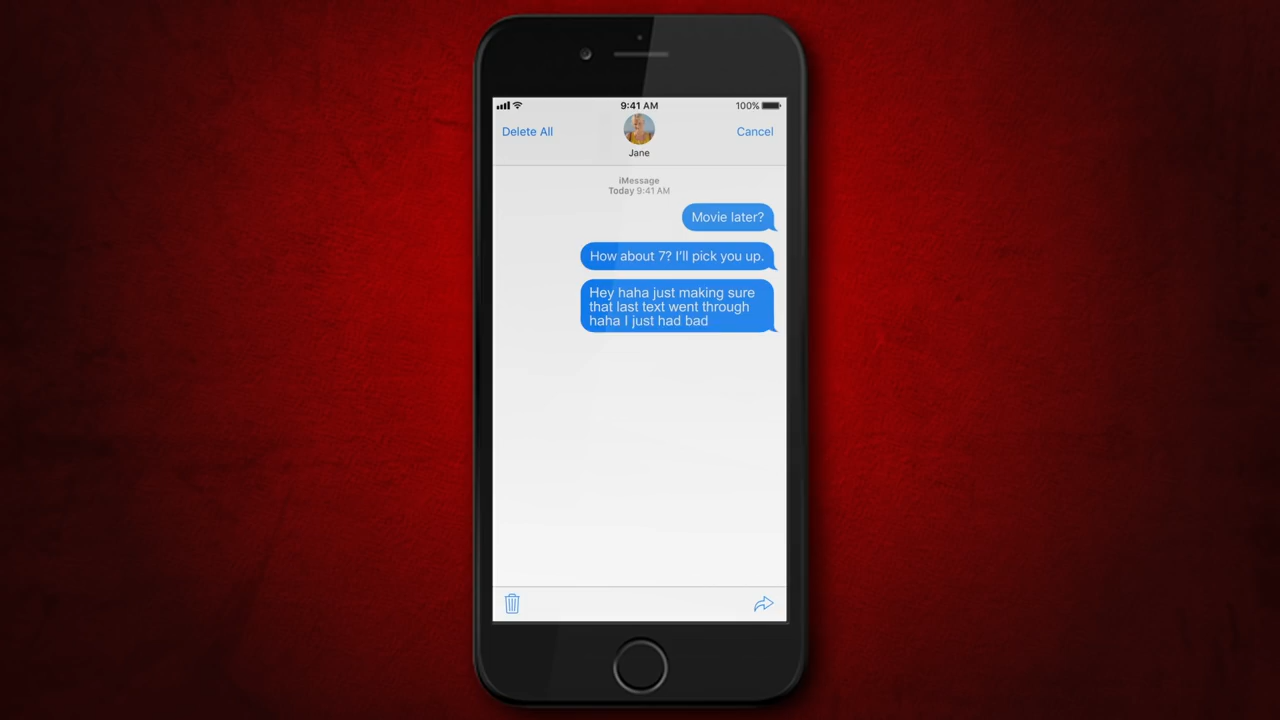 9:41 AM
100%
Delete All
Cancel
Jane
iMessage
Today 9:41 AM
Movie later?
How about 7? I'll pick you up.
Hey haha just making sure
that last text went through
haha I just had bad